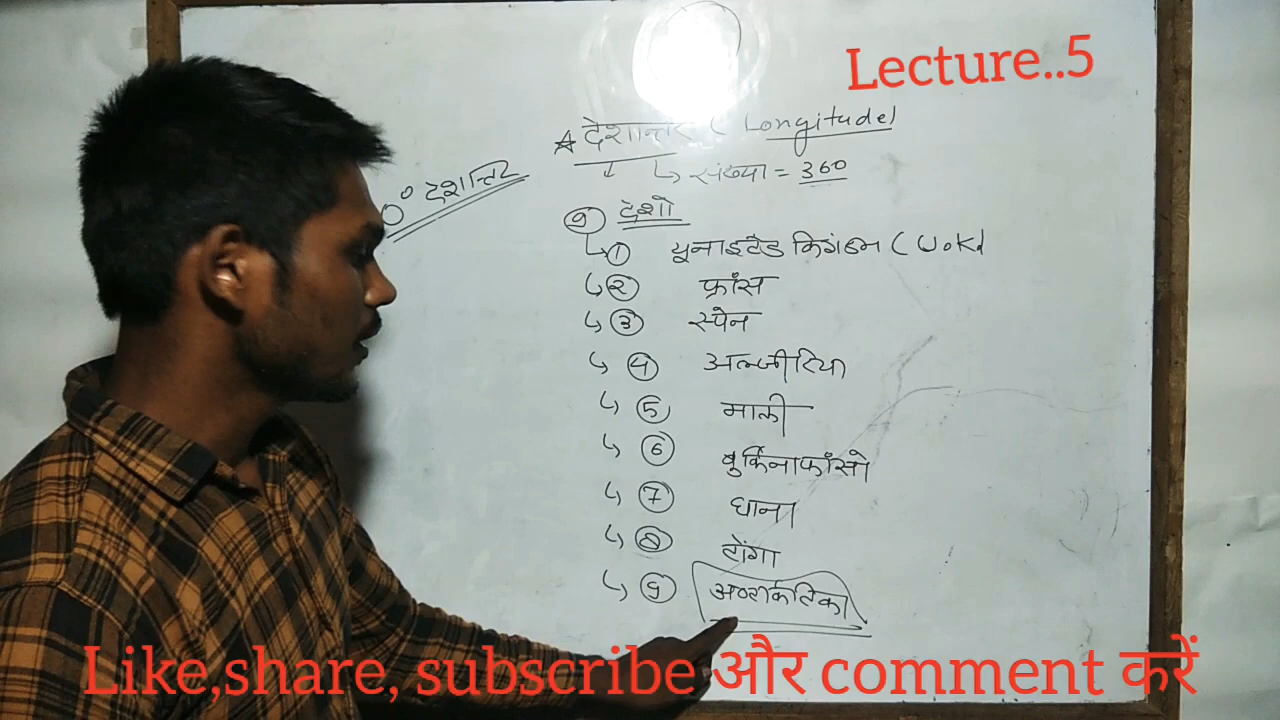 Lecture..5
☆ देशान्तर ( Longitude)
↳ संख्या = 360
0° देशान्तर
9 देशो
↳ 1 यूनाइटेड किंगडम ( U.K)
↳ 2 फ्रांस
↳ 3 स्पेन
↳ 4 अल्जीरिया
↳ 5 माली
↳ 6 बुर्किनाफाँसो
↳ 7 घाना
↳ 8 टोंगा
↳ 9 अण्टार्कटिका
Like,share, subscribe और comment करें